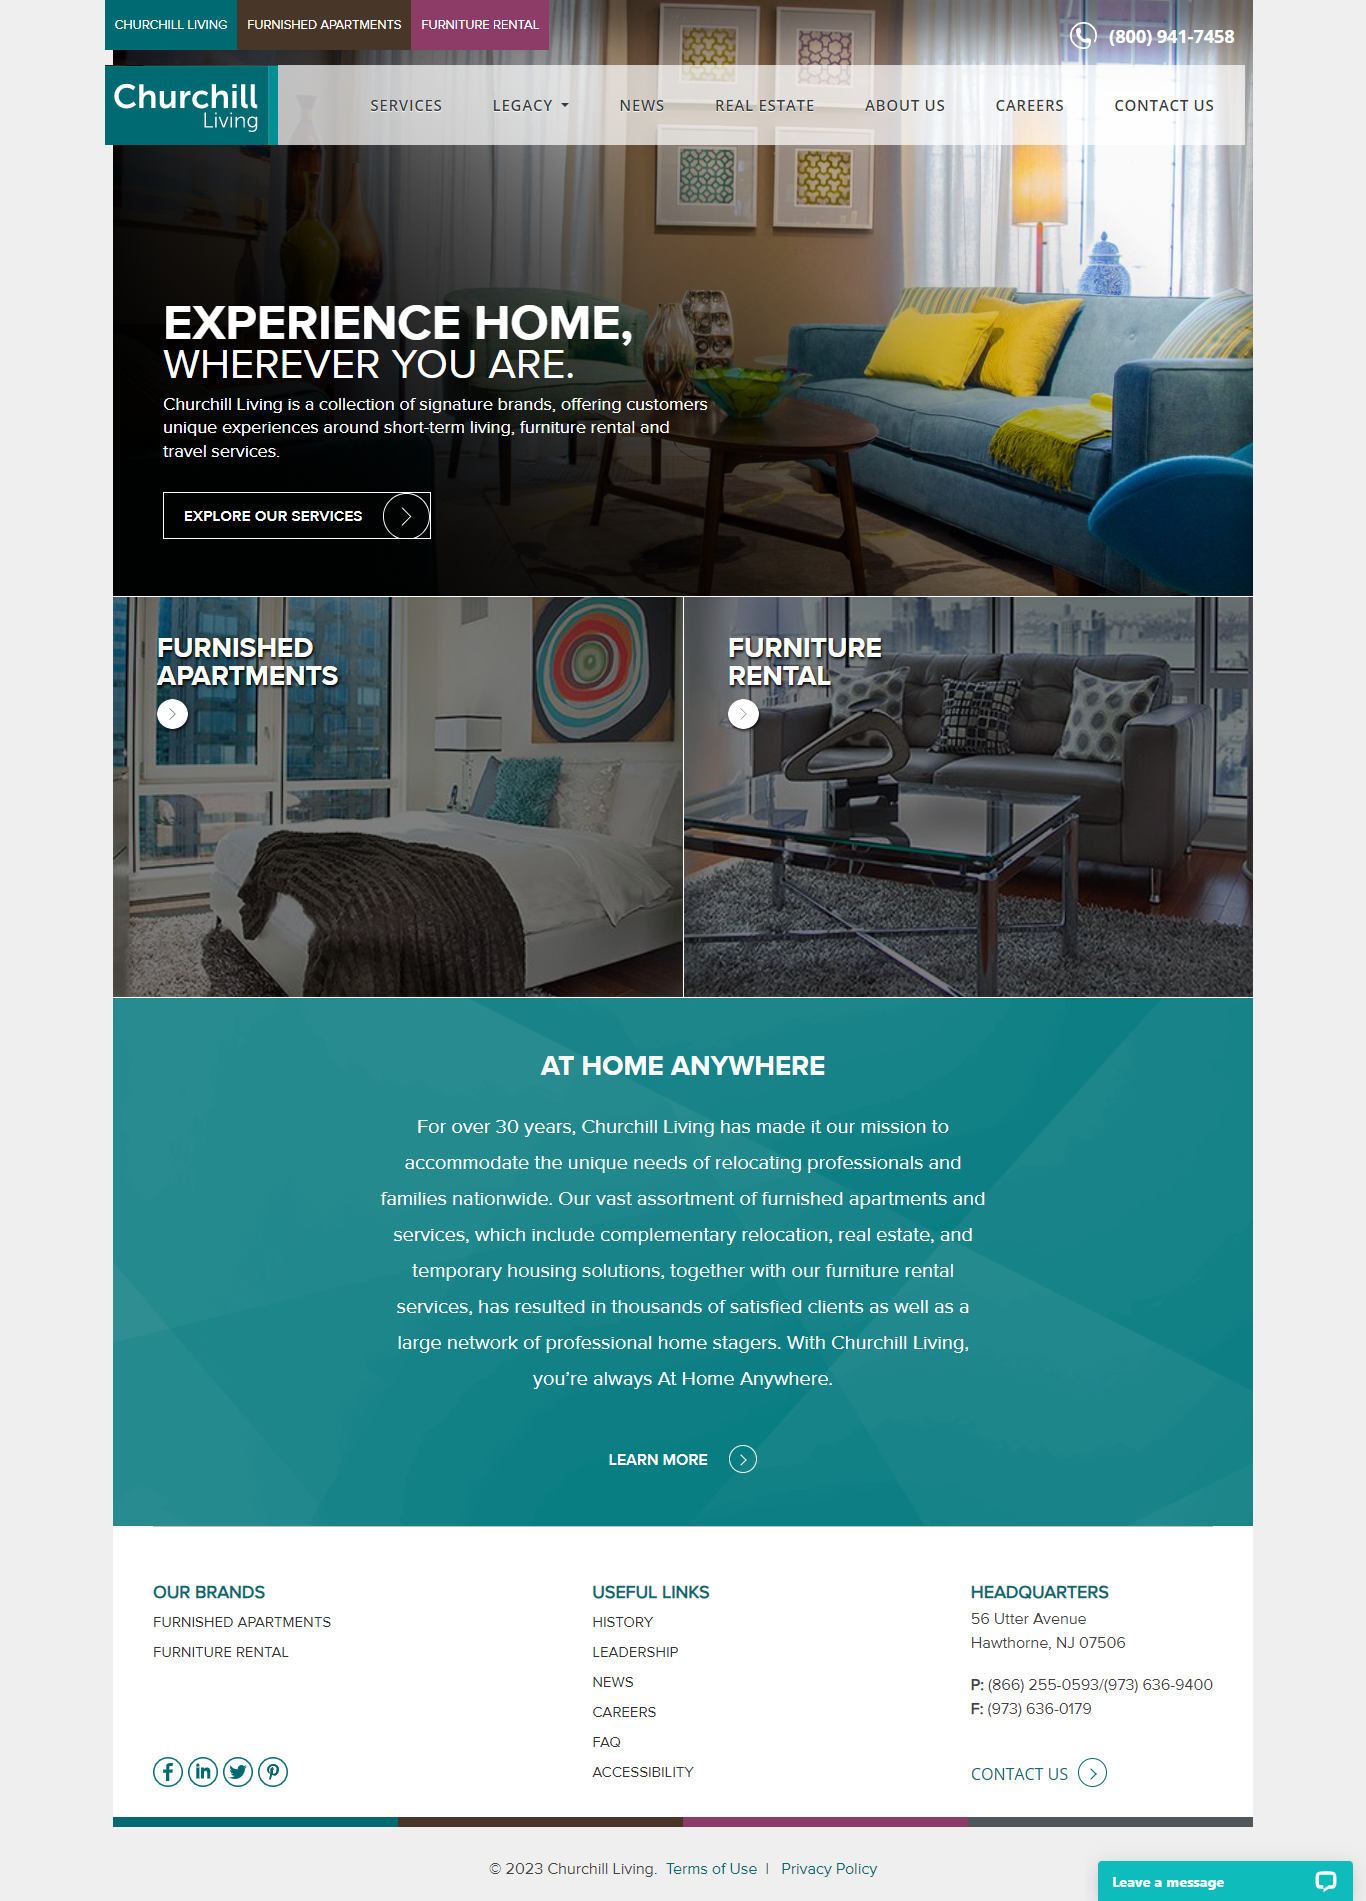 CHURCHILL LIVING FURNISHED APARTMENTS FURNITURE RENTAL
(800) 941-7458
Churchill
Living
SERVICES LEGACY NEWS REAL ESTATE ABOUT US CAREERS CONTACT US
EXPERIENCE HOME,
WHEREVER YOU ARE.
Churchill Living is a collection of signature brands, offering customers
unique experiences around short-term living, furniture rental and
travel services.
EXPLORE OUR SERVICES
FURNISHED
APARTMENTS
FURNITURE
RENTAL
AT HOME ANYWHERE
For over 30 years, Churchill Living has made it our mission to
accommodate the unique needs of relocating professionals and
families nationwide. Our vast assortment of furnished apartments and
services, which include complementary relocation, real estate, and
temporary housing solutions, together with our furniture rental
services, has resulted in thousands of satisfied clients as well as a
large network of professional home stagers. With Churchill Living,
you're always At Home Anywhere.
LEARN MORE
OUR BRANDS
FURNISHED APARTMENTS
FURNITURE RENTAL
USEFUL LINKS
HISTORY
LEADERSHIP
NEWS
CAREERS
FAQ
ACCESSIBILITY
HEADQUARTERS
56 Utter Avenue
Hawthorne, NJ 07506
P: (866) 255-0593/(973) 636-9400
F: (973) 636-0179
CONTACT US
© 2023 Churchill Living. Terms of Use | Privacy Policy
Leave a message